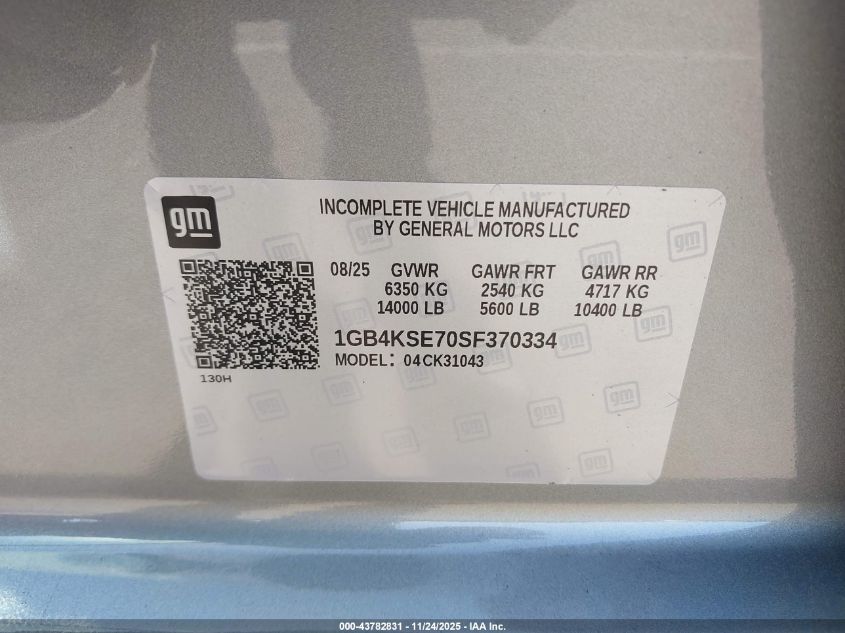 gm
INCOMPLETE VEHICLE MANUFACTURED
BY GENERAL MOTORS LLC
08/25 GVWR GAWR FRT GAWR RR
6350 KG 2540 KG 4717 KG
14000 LB 5600 LB 10400 LB
1GB4KSE70SF370334
MODEL: 04CK31043
130H
000-43782831 - 11/24/2025 - IAA Inc.